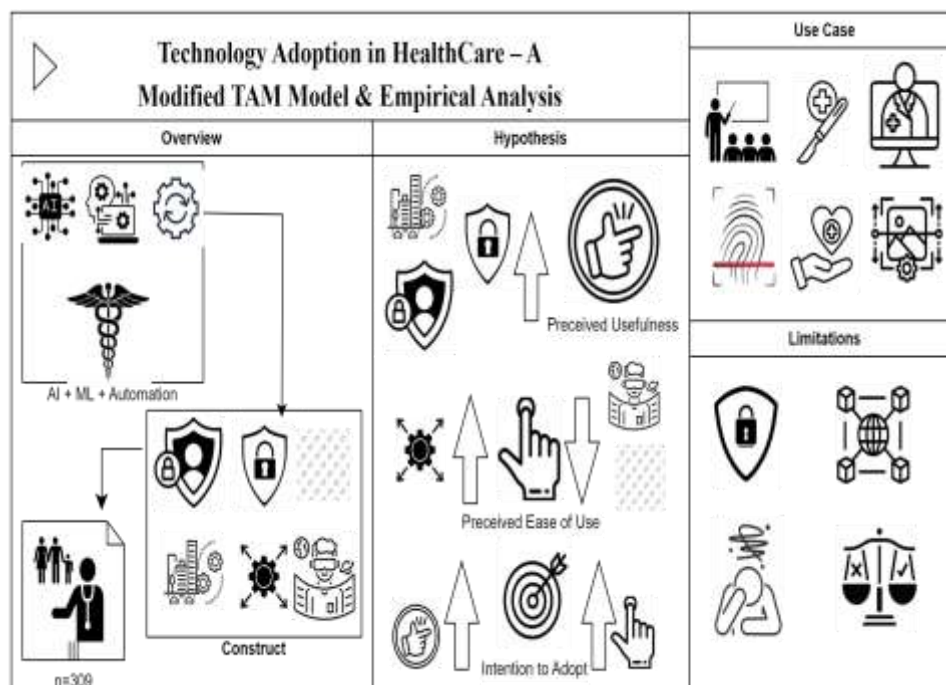 Technology Adoption in HealthCare – A
Modified TAM Model & Empirical Analysis
Overview
AI
AI + ML + Automation
Construct
n=309
Hypothesis
Preceived Usefulness
Preceived Ease of Use
Intention to Adopt
Use Case
Limitations